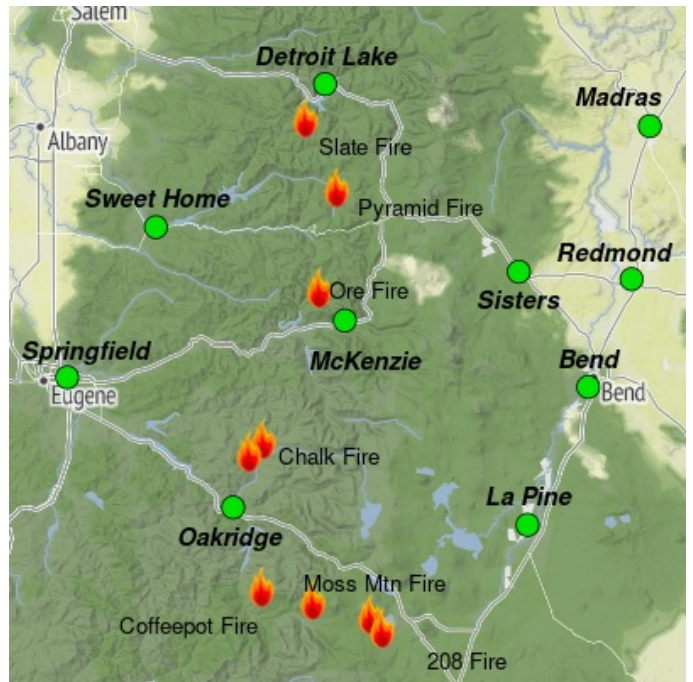 Salem
Detroit Lake
Madras
Albany
Slate Fire
Sweet Home
Pyramid Fire
Redmond
Ore Fire
Sisters
Springfield
McKenzie
Bend
Eugene
Bend
Chalk Fire
La Pine
Oakridge
Moss Mtn Fire
Coffeepot Fire
208 Fire